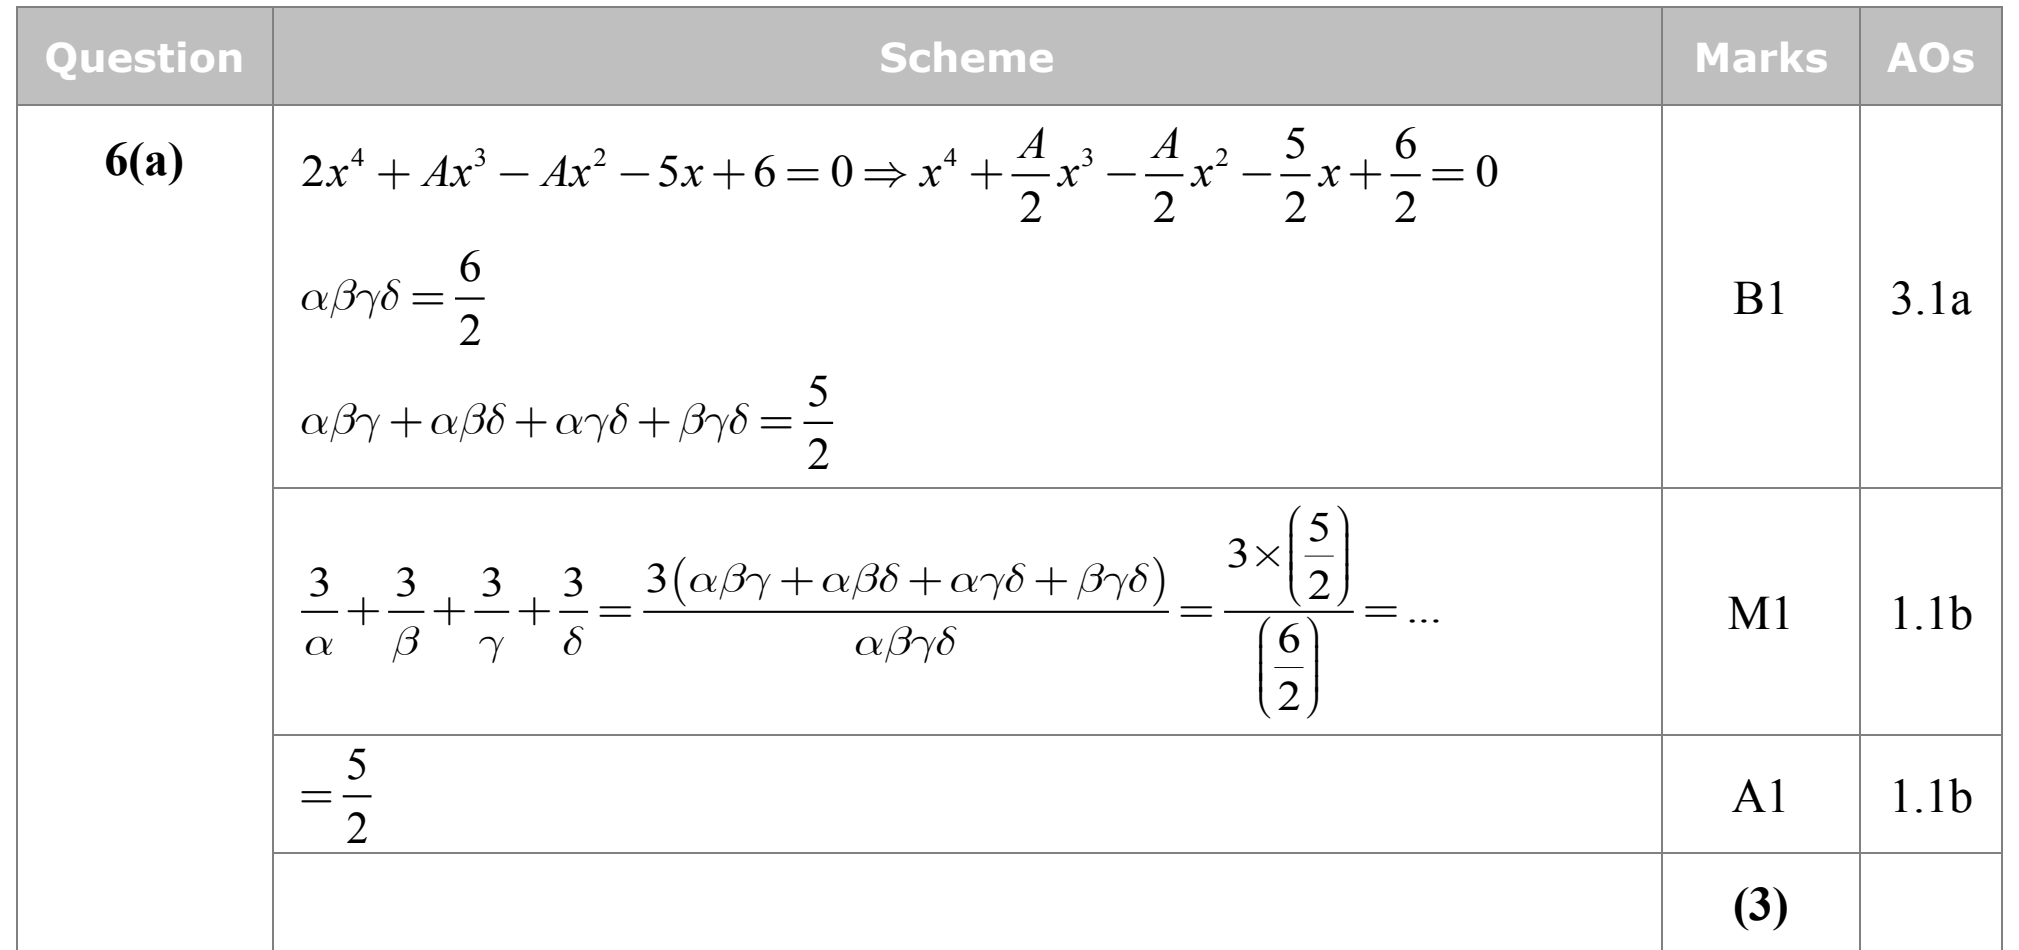 Question Scheme Marks AOs
6(a) 2x⁴ + Ax³ − Ax² − 5x + 6 = 0 ⇒ x⁴ + A/2 x³ − A/2 x² − 5/2 x + 6/2 = 0
αβγδ = 6/2 B1 3.1a
αβγ + αβδ + αγδ + βγδ = 5/2
3/α + 3/β + 3/γ + 3/δ = 3(αβγ + αβδ + αγδ + βγδ)/αβγδ = 3×(5/2)/(6/2) = ... M1 1.1b
= 5/2 A1 1.1b
(3)